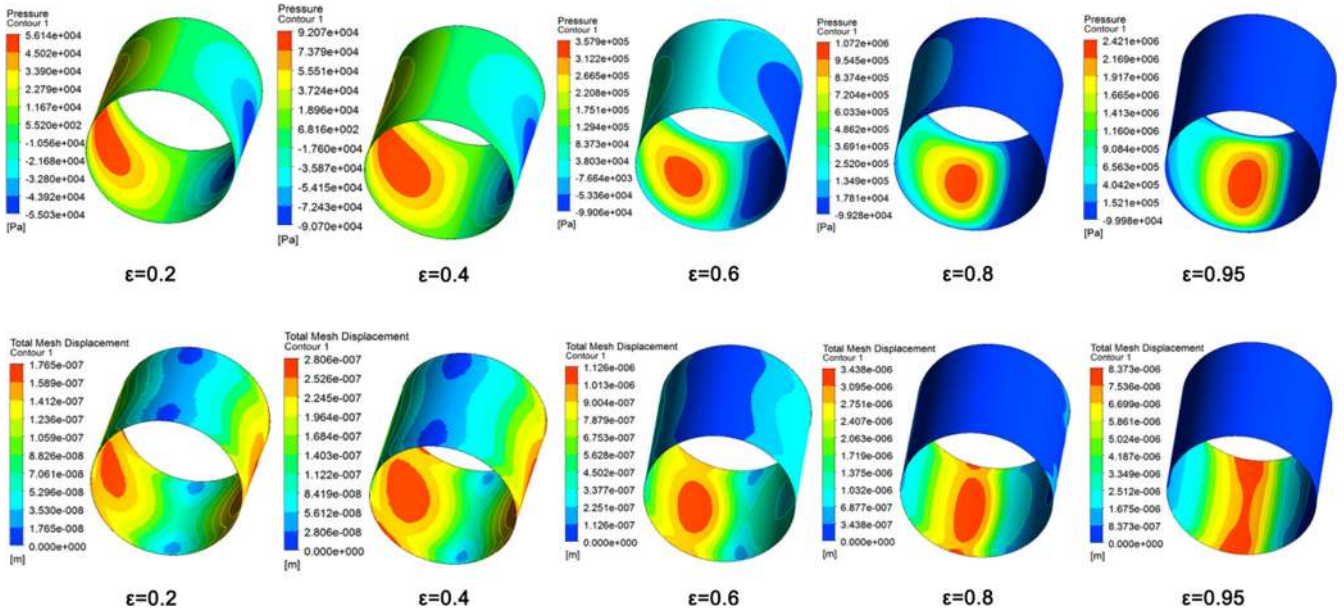 Pressure
Contour 1
5.614e+004
4.502e+004
3.390e+004
2.278e+004
1.167e+004
5.520e+002
-1.056e+004
-2.168e+004
-3.280e+004
-4.392e+004
-5.503e+004
[Pa]
ε=0.2
Pressure
Contour 1
9.207e+004
7.379e+004
5.551e+004
3.724e+004
1.896e+004
6.816e+002
-1.760e+004
-3.587e+004
-5.415e+004
-7.243e+004
-9.070e+004
[Pa]
ε=0.4
Pressure
Contour 1
3.579e+005
3.122e+005
2.665e+005
2.208e+005
1.751e+005
1.294e+005
8.373e+004
3.803e+004
-7.664e+003
-5.336e+004
-9.906e+004
[Pa]
ε=0.6
Pressure
Contour 1
1.072e+006
9.545e+005
8.374e+005
7.204e+005
6.033e+005
4.862e+005
3.691e+005
2.520e+005
1.349e+005
1.781e+004
-9.928e+004
[Pa]
ε=0.8
Pressure
Contour 1
2.421e+006
2.169e+006
1.917e+006
1.665e+006
1.413e+006
1.160e+006
9.084e+005
6.563e+005
4.042e+005
1.521e+005
-9.998e+004
[Pa]
ε=0.95
Total Mesh Displacement
Contour 1
1.765e-007
1.589e-007
1.412e-007
1.236e-007
1.059e-007
8.826e-008
7.061e-008
5.296e-008
3.530e-008
1.765e-008
0.000e+000
[m]
ε=0.2
Total Mesh Displacement
Contour 1
2.806e-007
2.526e-007
2.245e-007
1.964e-007
1.684e-007
1.403e-007
1.122e-007
8.419e-008
5.612e-008
2.806e-008
0.000e+000
[m]
ε=0.4
Total Mesh Displacement
Contour 1
1.126e-006
1.013e-006
9.004e-007
7.879e-007
6.753e-007
5.628e-007
4.502e-007
3.377e-007
2.251e-007
1.126e-007
0.000e+000
[m]
ε=0.6
Total Mesh Displacement
Contour 1
3.438e-006
3.095e-006
2.751e-006
2.407e-006
2.063e-006
1.719e-006
1.375e-006
1.032e-006
6.877e-007
3.438e-007
0.000e+000
[m]
ε=0.8
Total Mesh Displacement
Contour 1
8.373e-006
7.536e-006
6.699e-006
5.861e-006
5.024e-006
4.187e-006
3.349e-006
2.512e-006
1.675e-006
8.373e-007
0.000e+000
[m]
ε=0.95